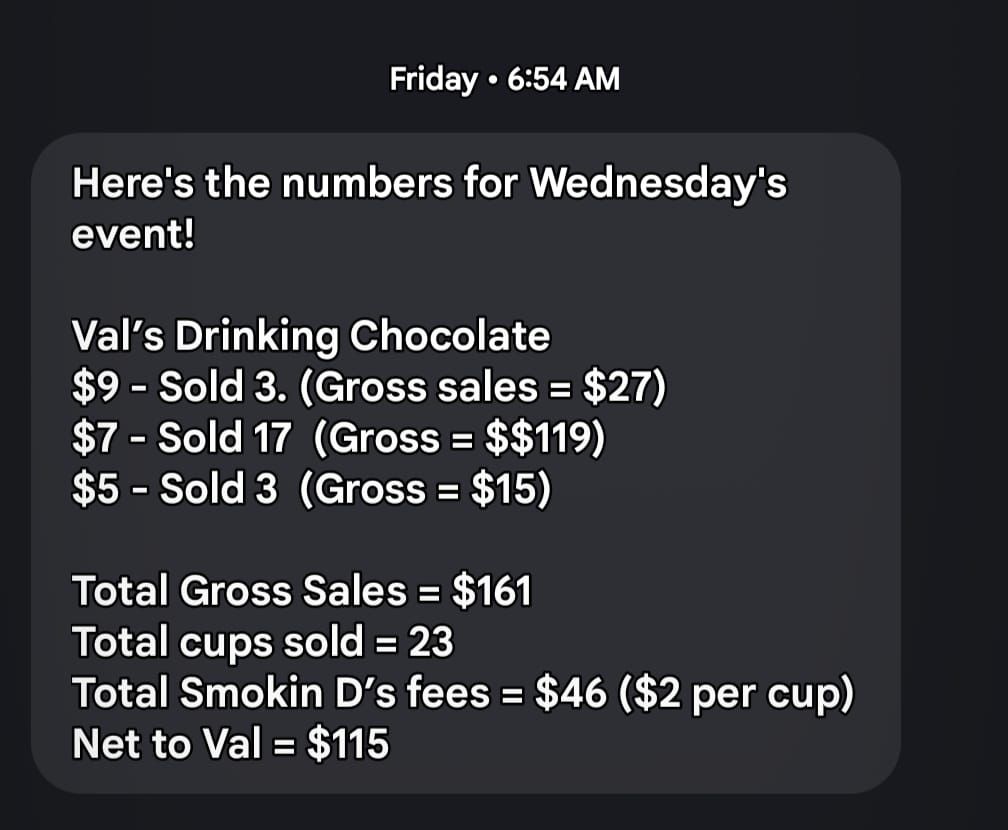 Friday • 6:54 AM
Here's the numbers for Wednesday's
event!
Val’s Drinking Chocolate
$9 - Sold 3. (Gross sales = $27)
$7 - Sold 17  (Gross = $$119)
$5 - Sold 3  (Gross = $15)
Total Gross Sales = $161
Total cups sold = 23
Total Smokin D’s fees = $46 ($2 per cup)
Net to Val = $115